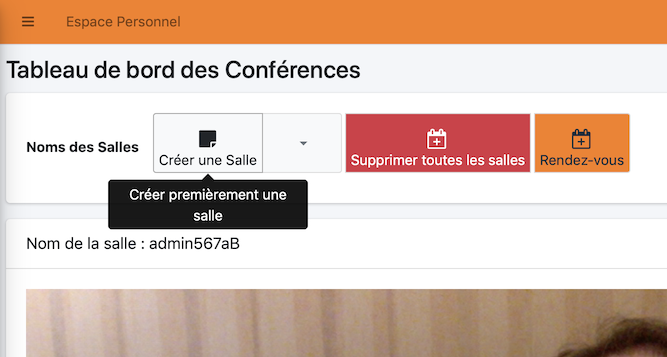 Espace Personnel
Tableau de bord des Conférences
Noms des Salles
Créer une Salle
Supprimer toutes les salles
Rendez-vous
Créer premièrement une
salle
Nom de la salle : admin567aB